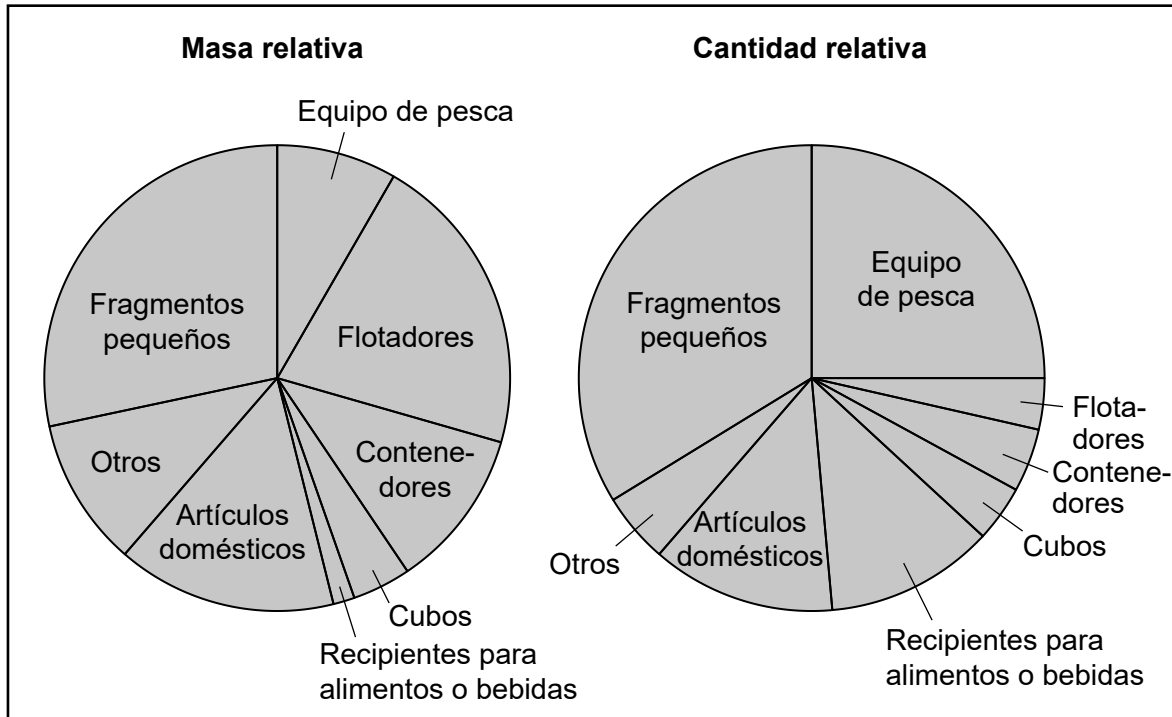 Masa relativa
Equipo de pesca
Fragmentos
pequeños
Flotadores
Otros
Contene-
dores
Artículos
domésticos
Cubos
Recipientes para
alimentos o bebidas
Cantidad relativa
Equipo
de pesca
Fragmentos
pequeños
Flota-
dores
Contene-
dores
Cubos
Otros
Artículos
domésticos
Recipientes para
alimentos o bebidas